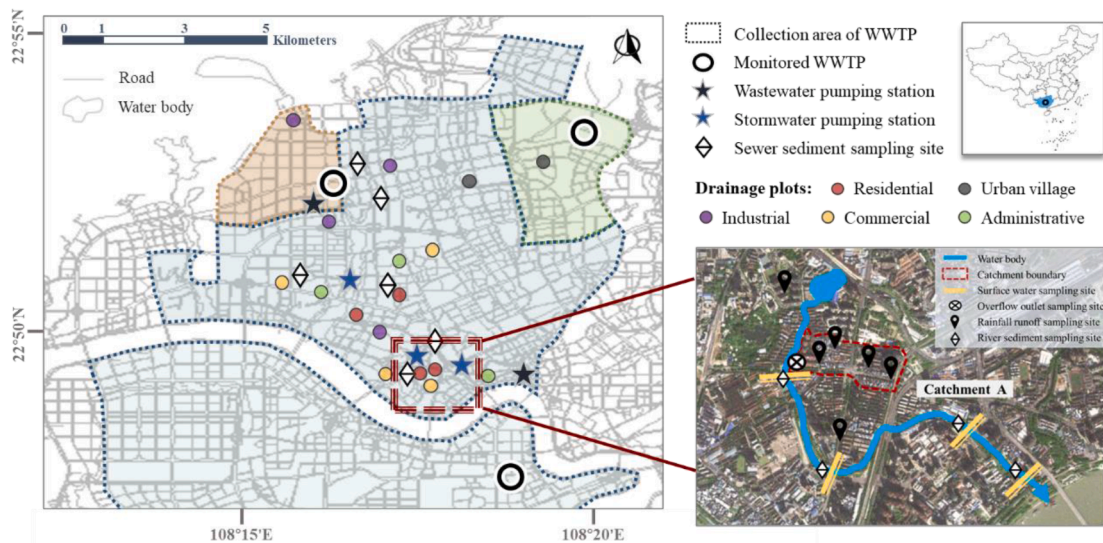 22°55'N
22°50'N
108°15'E
108°20'E
0 1 3 5
Kilometers
Road
Water body
Collection area of WWTP
Monitored WWTP
Wastewater pumping station
Stormwater pumping station
Sewer sediment sampling site
Drainage plots:
Residential
Urban village
Industrial
Commercial
Administrative
Water body
Catchment boundary
Surface water sampling site
Overflow outlet sampling site
Rainfall runoff sampling site
River sediment sampling site
Catchment A